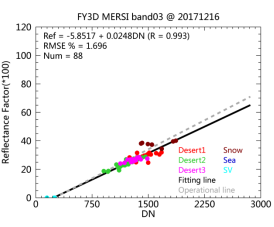 FY3D MERSI band03 @ 20171216
Ref = -5.8517 + 0.0248DN (R = 0.993)
RMSE % = 1.696
Num = 88
Reflectance Factor(*100)
120
100
80
60
40
20
0
Desert1 Snow
Desert2 Sea
Desert3 SV
Fitting line
Operational line
0 750 1500 2250 3000
DN